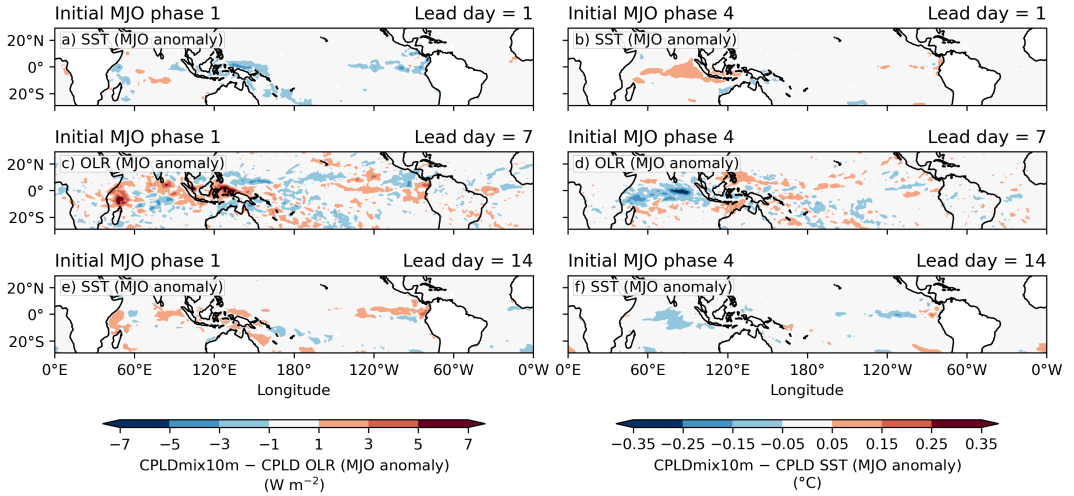 Initial MJO phase 1 Lead day = 1
a) SST (MJO anomaly)
20°N
0°
20°S
Initial MJO phase 4 Lead day = 1
b) SST (MJO anomaly)
Initial MJO phase 1 Lead day = 7
c) OLR (MJO anomaly)
20°N
0°
20°S
Initial MJO phase 4 Lead day = 7
d) OLR (MJO anomaly)
Initial MJO phase 1 Lead day = 14
e) SST (MJO anomaly)
20°N
0°
20°S
0°E 60°E 120°E 180°W 120°W 60°W 0°W
Longitude
Initial MJO phase 4 Lead day = 14
f) SST (MJO anomaly)
0°E 60°E 120°E 180°W 120°W 60°W 0°W
Longitude
−7 −5 −3 −1 1 3 5 7
CPLDmix10m − CPLD OLR (MJO anomaly)
(W m⁻²)
−0.35 −0.25 −0.15 −0.05 0.05 0.15 0.25 0.35
CPLDmix10m − CPLD SST (MJO anomaly)
(°C)